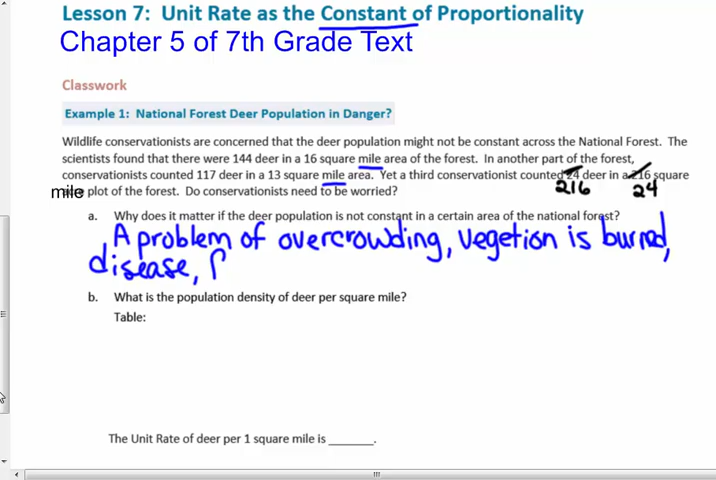 Lesson 7: Unit Rate as the Constant of Proportionality
Chapter 5 of 7th Grade Text
Classwork
Example 1: National Forest Deer Population in Danger?
Wildlife conservationists are concerned that the deer population might not be constant across the National Forest. The
scientists found that there were 144 deer in a 16 square mile area of the forest. In another part of the forest,
conservationists counted 117 deer in a 13 square mile area. Yet a third conservationist counted 24 deer in a 216 square
216 24
mile plot of the forest. Do conservationists need to be worried?
a. Why does it matter if the deer population is not constant in a certain area of the national forest?
A problem of overcrowding, vegetion is burned,
disease,
b. What is the population density of deer per square mile?
Table:
The Unit Rate of deer per 1 square mile is _______.